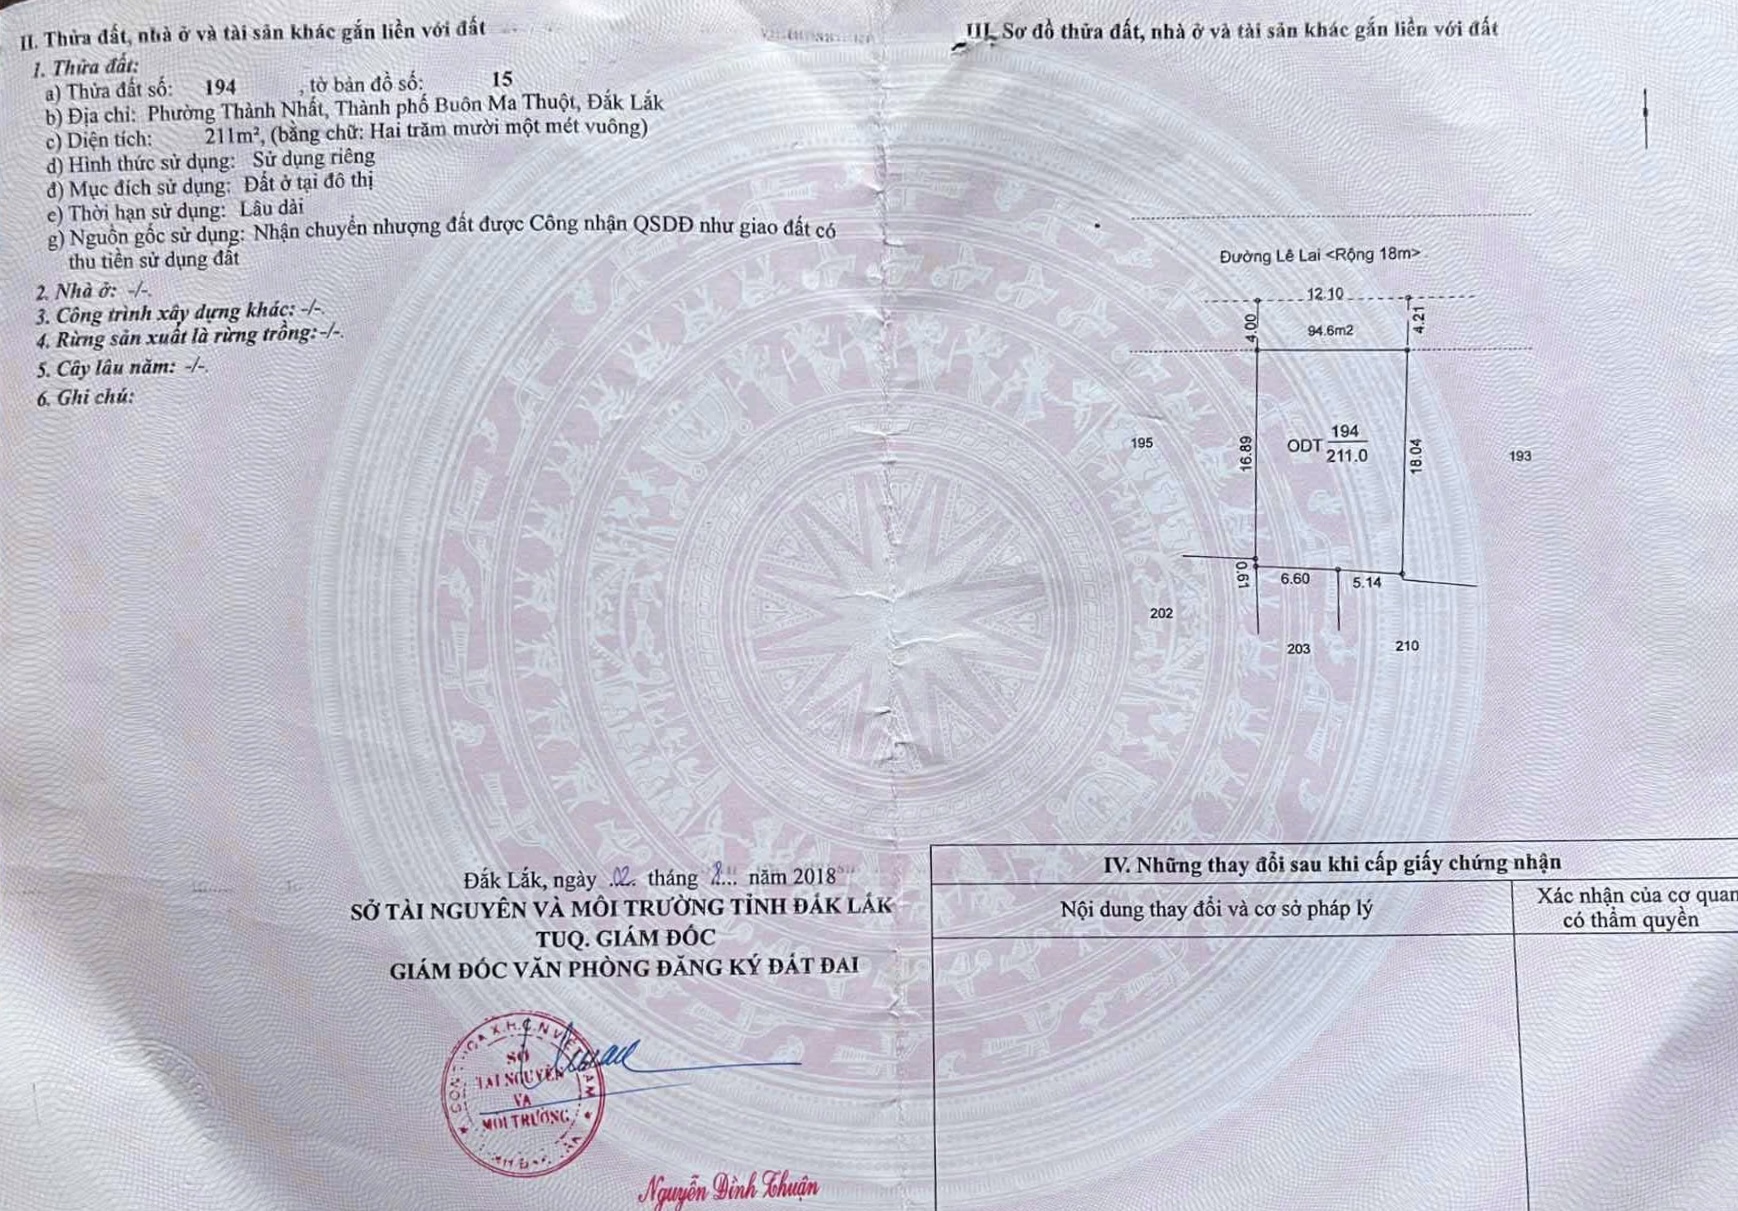 II. Thửa đất, nhà ở và tài sản khác gắn liền với đất
1. Thửa đất:
a) Thửa đất số: 194 , tờ bản đồ số: 15
b) Địa chỉ: Phường Thành Nhất, Thành phố Buôn Ma Thuột, Đắk Lắk
c) Diện tích: 211m², (bằng chữ: Hai trăm mười một mét vuông)
d) Hình thức sử dụng: Sử dụng riêng
đ) Mục đích sử dụng: Đất ở tại đô thị
e) Thời hạn sử dụng: Lâu dài
g) Nguồn gốc sử dụng: Nhận chuyển nhượng đất được Công nhận QSDĐ như giao đất có
thu tiền sử dụng đất
2. Nhà ở: -/-.
3. Công trình xây dựng khác: -/-.
4. Rừng sản xuất là rừng trồng:-/-.
5. Cây lâu năm: -/-.
6. Ghi chú:
Đắk Lắk, ngày 02 tháng 2 năm 2018
SỞ TÀI NGUYÊN VÀ MÔI TRƯỜNG TỈNH ĐẮK LẮK
TUQ. GIÁM ĐỐC
GIÁM ĐỐC VĂN PHÒNG ĐĂNG KÝ ĐẤT ĐAI
SỞ
TÀI NGUYÊN
VÀ
MÔI TRƯỜNG
Nguyễn Đình Thuận
III. Sơ đồ thửa đất, nhà ở và tài sản khác gắn liền với đất
Đường Lê Lai <Rộng 18m>
12.10
4.00
94.6m2
4.21
195
16.89
ODT 194
211.0
18.04
193
0.61
6.60
5.14
202
203
210
IV. Những thay đổi sau khi cấp giấy chứng nhận
Nội dung thay đổi và cơ sở pháp lý
Xác nhận của cơ quan
có thẩm quyền